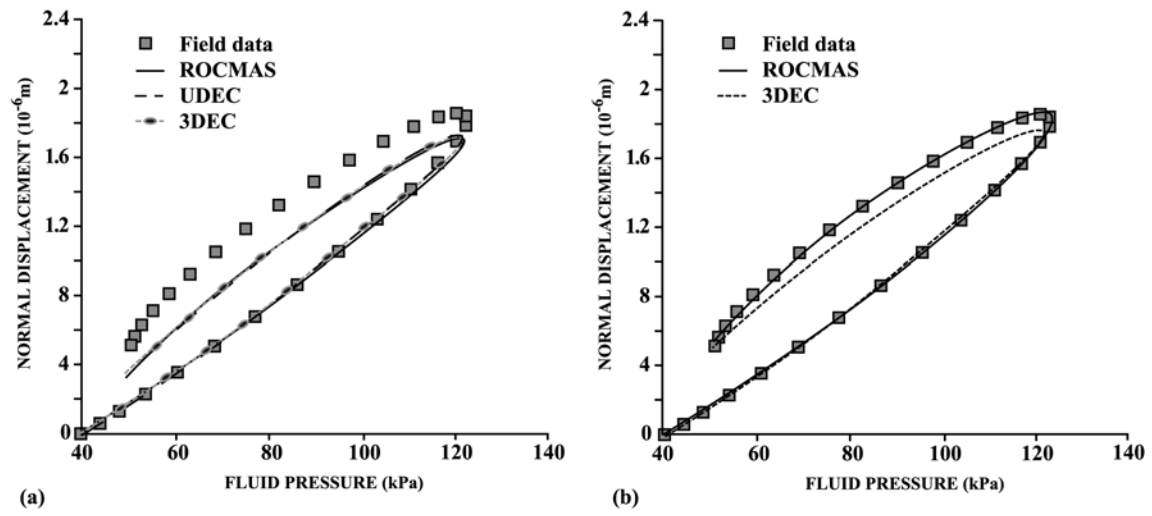 2.4
2
1.6
1.2
8
4
0
NORMAL DISPLACEMENT (10⁻⁶m)
Field data
ROCMAS
UDEC
3DEC
40 60 80 100 120 140
FLUID PRESSURE (kPa)
(a)
2.4
2
1.6
1.2
8
4
0
NORMAL DISPLACEMENT (10⁻⁶m)
Field data
ROCMAS
3DEC
40 60 80 100 120 140
FLUID PRESSURE (kPa)
(b)